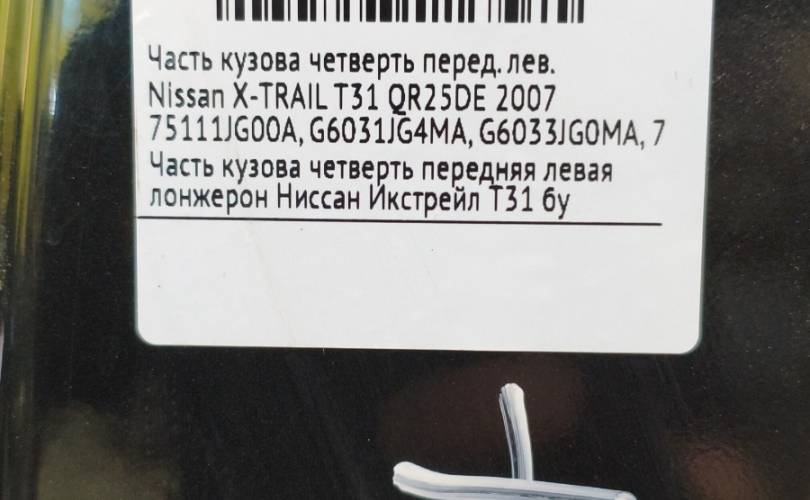 Часть кузова четверть перед. лев.
Nissan X-TRAIL T31 QR25DE 2007
75111JG00A, G6031JG4MA, G6033JG0MA, 7
Часть кузова четверть передняя левая
лонжерон Ниссан Икстрейл Т31 бу